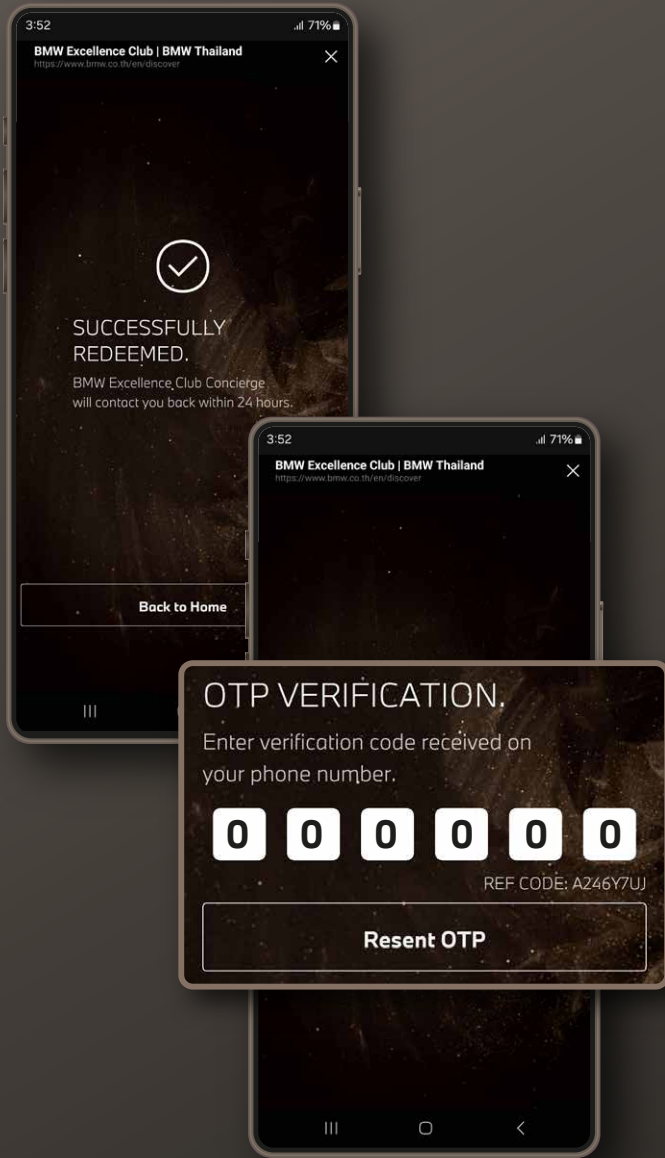 3:52
71%
BMW Excellence Club | BMW Thailand
https://www.bmw.co.th/en/discover
SUCCESSFULLY
REDEEMED.
BMW Excellence Club Concierge
will contact you back within 24 hours.
Back to Home
3:52
71%
BMW Excellence Club | BMW Thailand
https://www.bmw.co.th/en/discover
OTP VERIFICATION.
Enter verification code received on
your phone number.
0 0 0 0 0 0
REF CODE: A246Y7UJ
Resent OTP